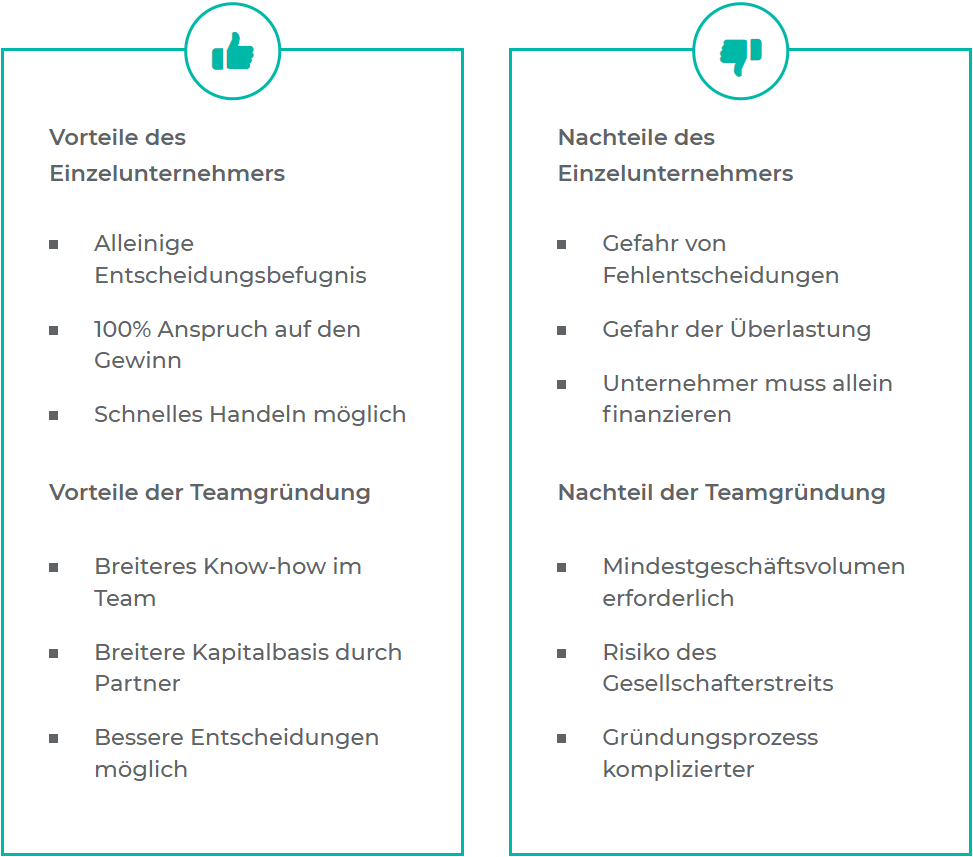 Vorteile des
Einzelunternehmers
Alleinige
Entscheidungsbefugnis
100% Anspruch auf den
Gewinn
Schnelles Handeln möglich
Vorteile der Teamgründung
Breiteres Know-how im
Team
Breitere Kapitalbasis durch
Partner
Bessere Entscheidungen
möglich
Nachteile des
Einzelunternehmers
Gefahr von
Fehlentscheidungen
Gefahr der Überlastung
Unternehmer muss allein
finanzieren
Nachteil der Teamgründung
Mindestgeschäftsvolumen
erforderlich
Risiko des
Gesellschafterstreits
Gründungsprozess
komplizierter